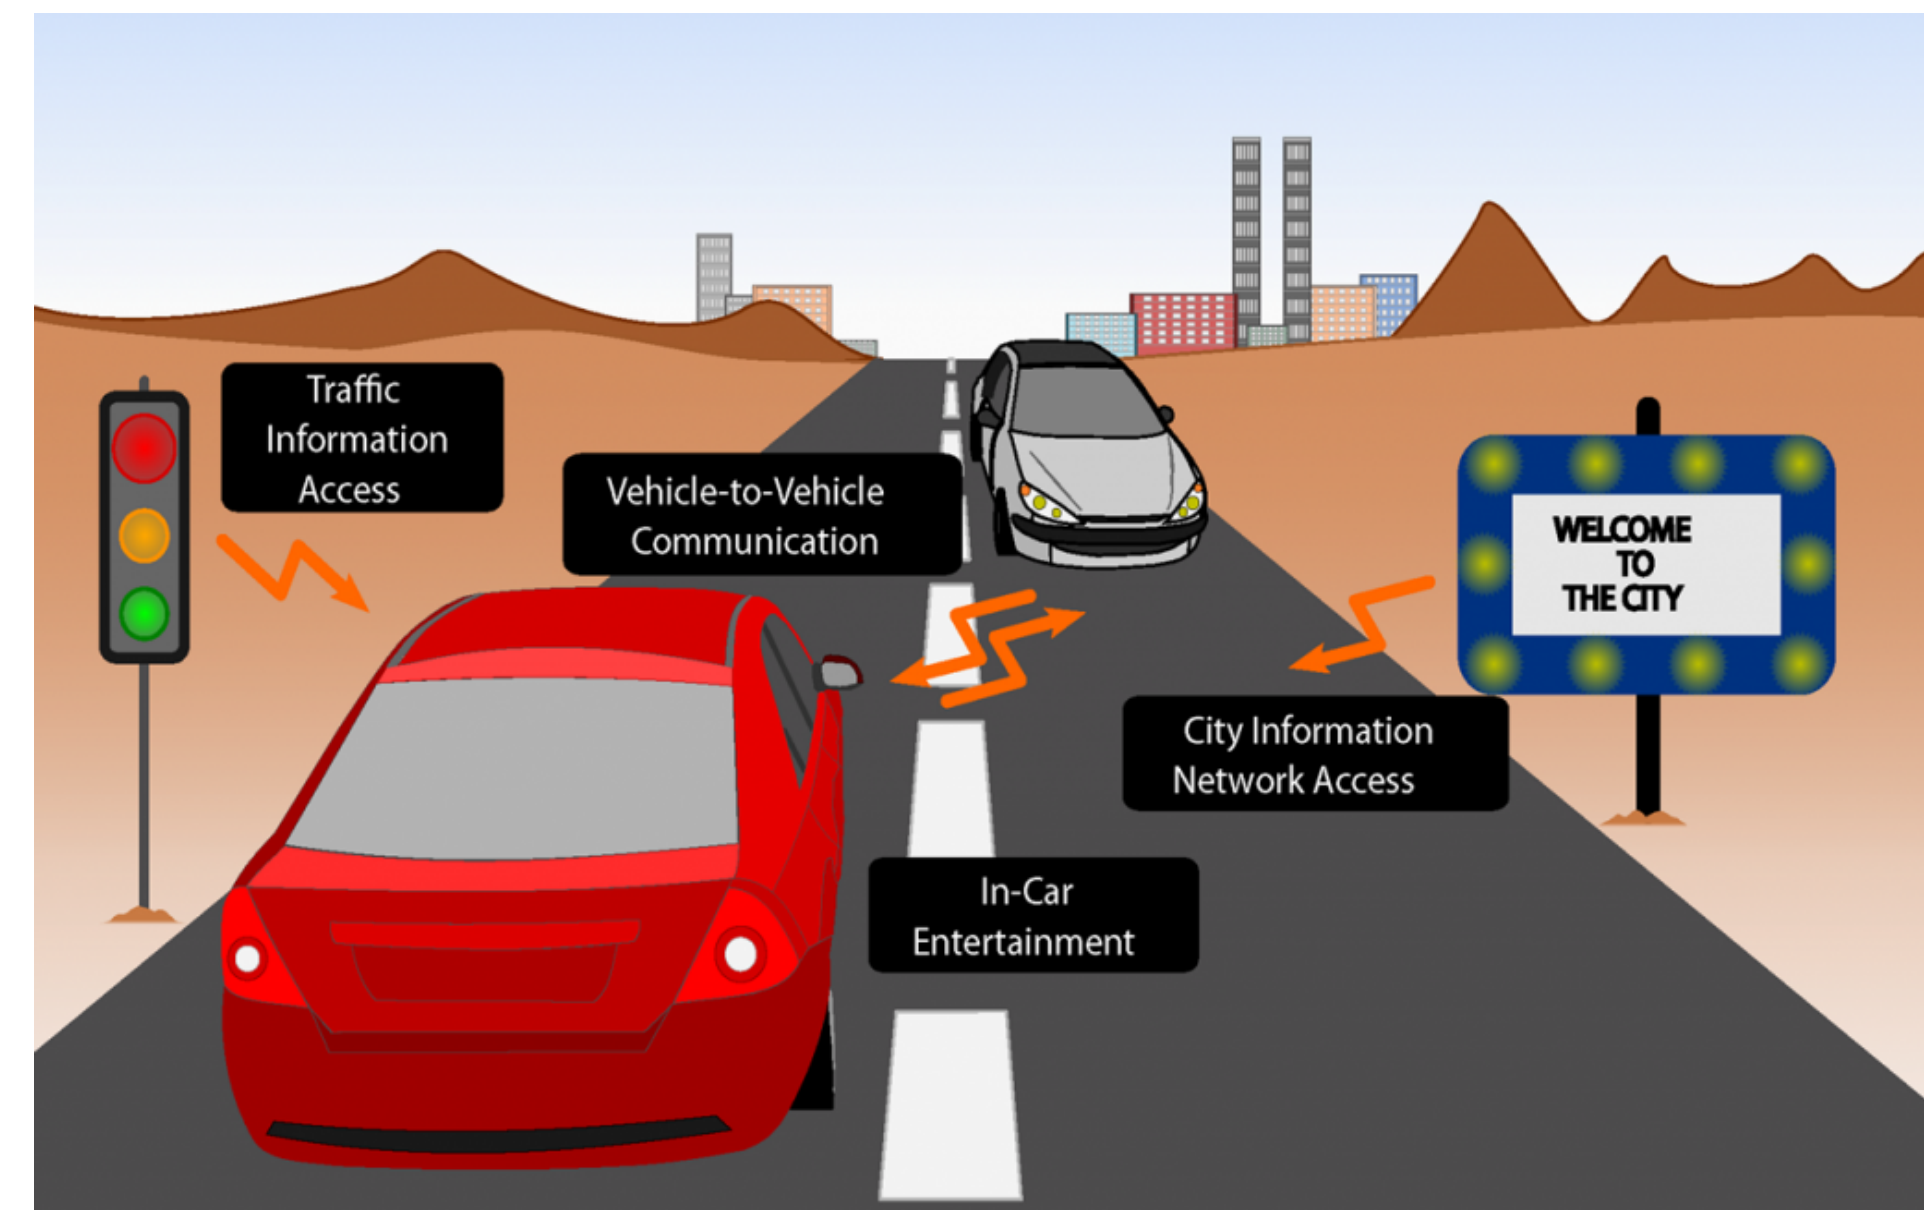 Traffic
Information
Access
Vehicle-to-Vehicle
Communication
WELCOME
TO
THE CITY
City Information
Network Access
In-Car
Entertainment